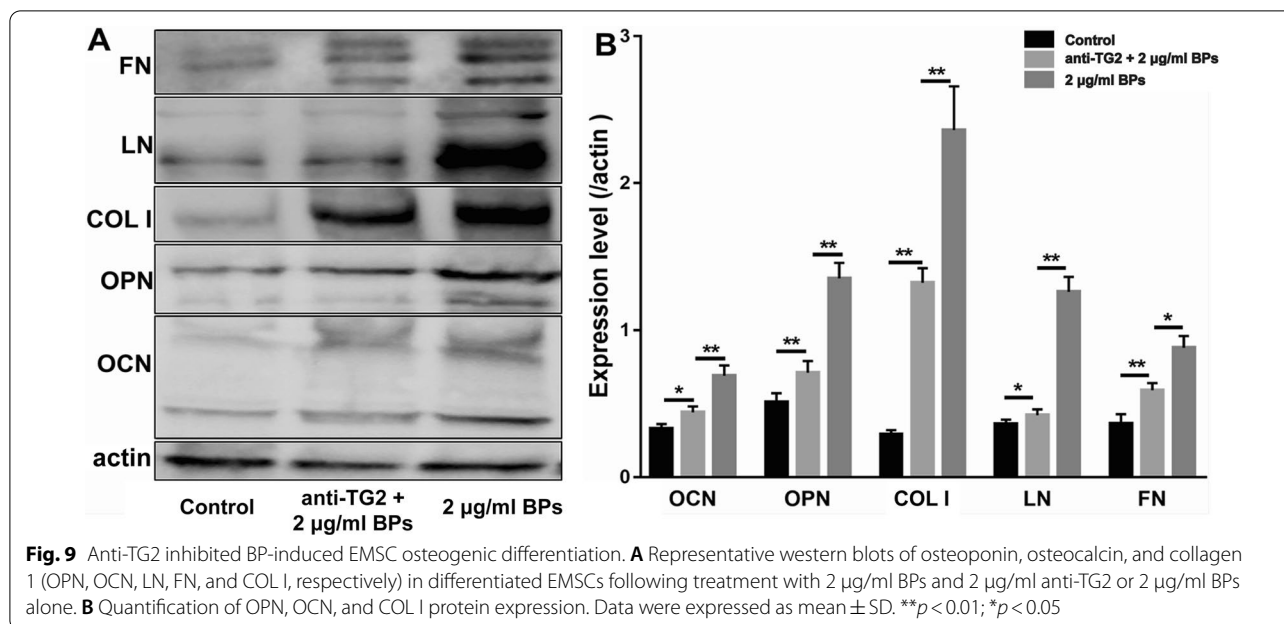 A
FN
LN
COL I
OPN
OCN
actin
Control
anti-TG2 +
2 µg/ml BPs
2 µg/ml BPs
B
Control
anti-TG2 + 2 µg/ml BPs
2 µg/ml BPs
Expression level (/actin )
3
2
1
0
* **
** **
** **
* **
** *
OCN OPN COL I LN FN
Fig. 9 Anti-TG2 inhibited BP-induced EMSC osteogenic differentiation. A Representative western blots of osteoponin, osteocalcin, and collagen
1 (OPN, OCN, LN, FN, and COL I, respectively) in differentiated EMSCs following treatment with 2 µg/ml BPs and 2 µg/ml anti-TG2 or 2 µg/ml BPs
alone. B Quantification of OPN, OCN, and COL I protein expression. Data were expressed as mean ± SD. **p < 0.01; *p < 0.05